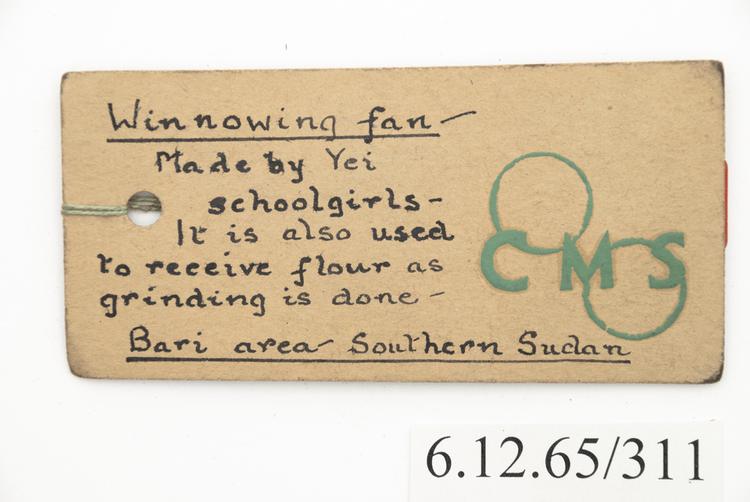 Winnowing fan -
Made by Yei
schoolgirls -
It is also used
to receive flour as
grinding is done -
Bari area - Southern Sudan
CMS
6.12.65/311